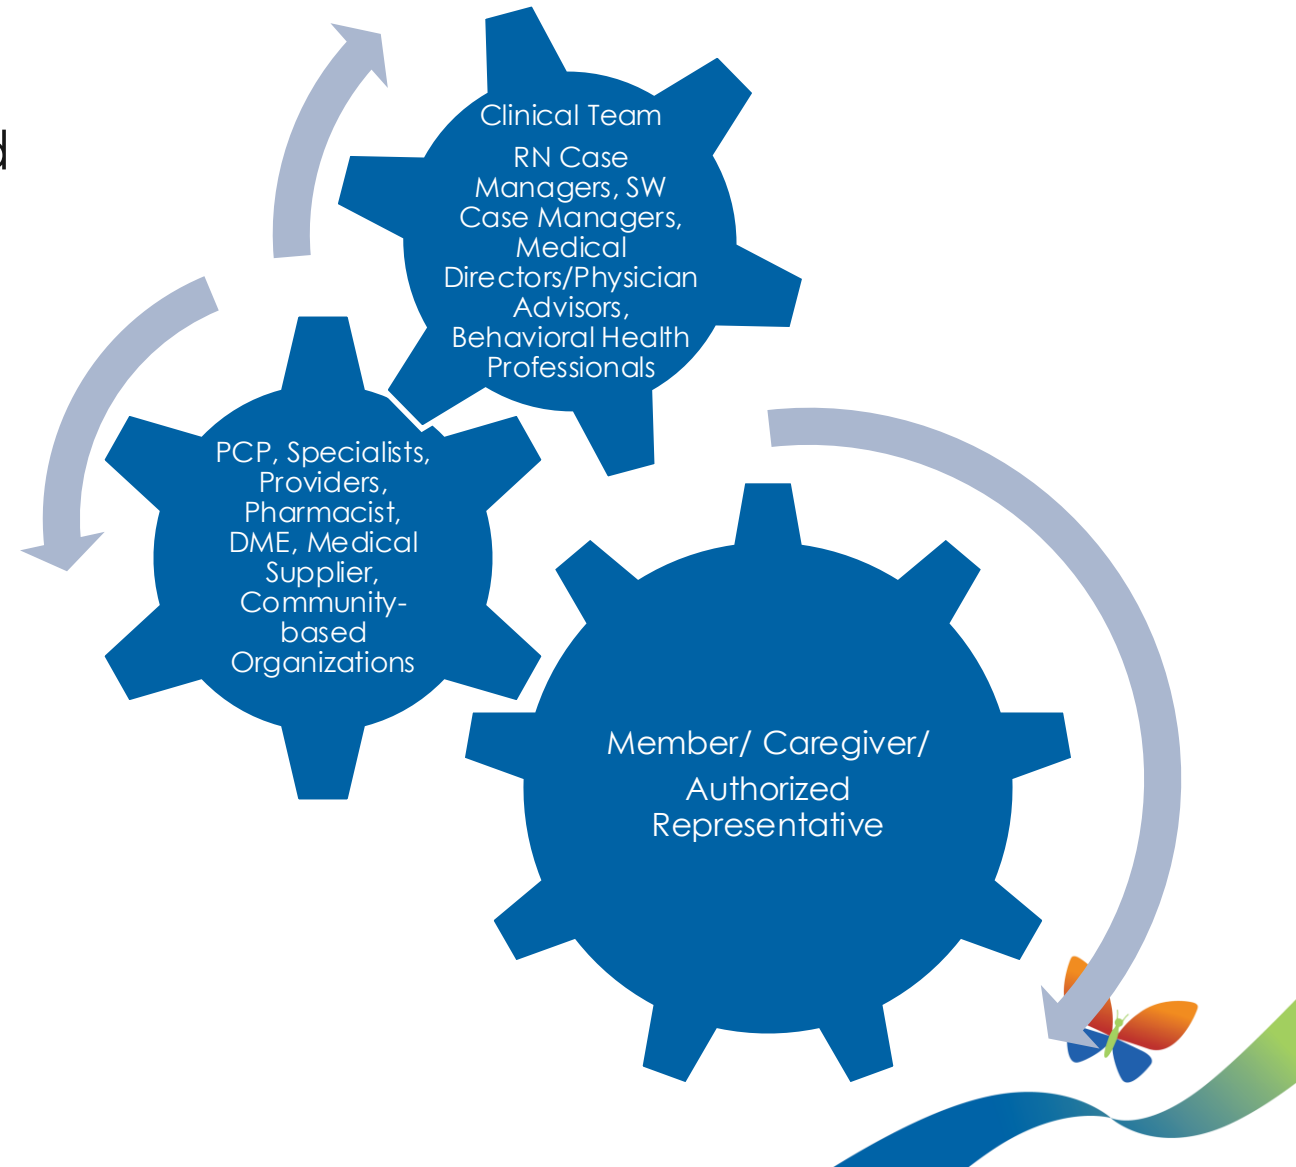 Clinical Team
RN Case
Managers, SW
Case Managers,
Medical
Directors/Physician
Advisors,
Behavioral Health
Professionals
PCP, Specialists,
Providers,
Pharmacist,
DME, Medical
Supplier,
Community-
based
Organizations
Member/ Caregiver/
Authorized
Representative